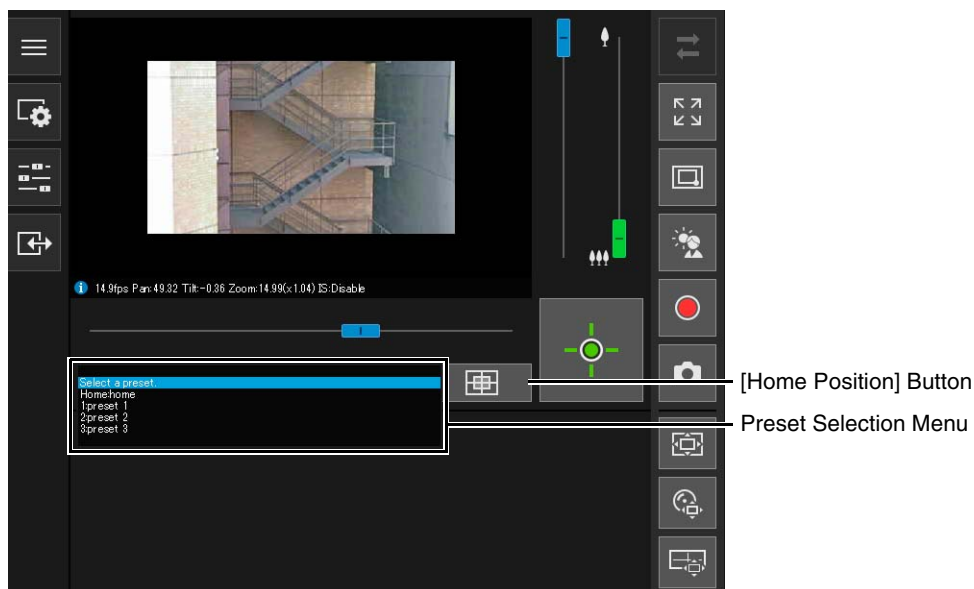 14.9fps Pan:49.32 Tilt:-0.36 Zoom:14.99(x1.04) IS:Disable
Select a preset.
Home:home
1:preset 1
2:preset 2
3:preset 3
[Home Position] Button
Preset Selection Menu